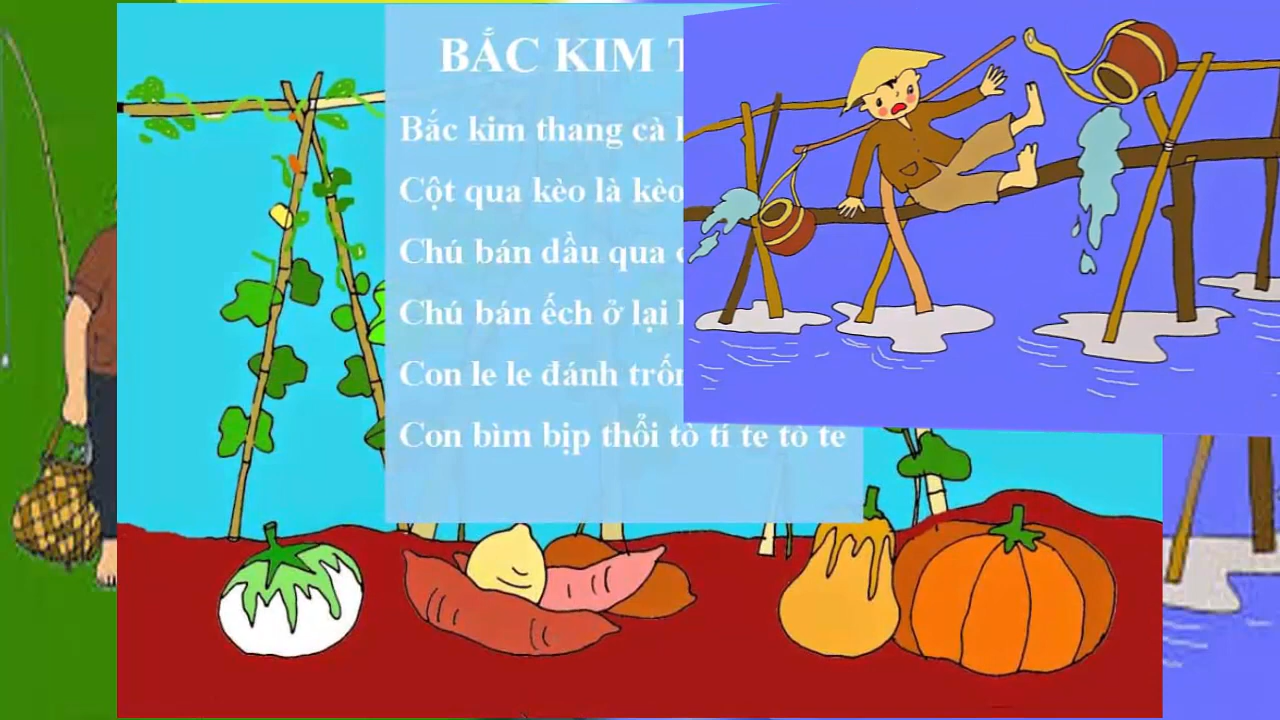 BẮC KIM
Bắc kim thang cà
Cột qua kèo là kèo
Chú bán dầu qua
Chú bán ếch ở lại
Con le le đánh trốn
Con bìm bịp thổi tò tí te tò te